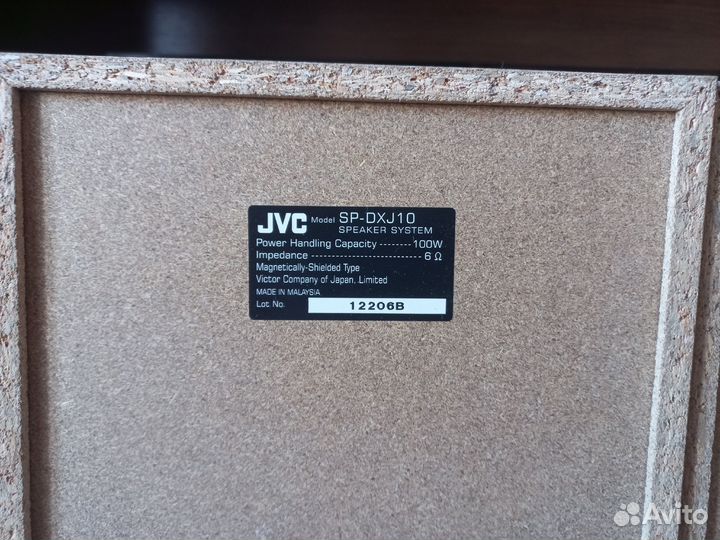 JVC Model SP-DXJ10
SPEAKER SYSTEM
Power Handling Capacity -------- 100W
Impedance ---------------------------- 6 Ω
Magnetically-Shielded Type
Victor Company of Japan, Limited
MADE IN MALAYSIA
Lot No. 12206B
Avito